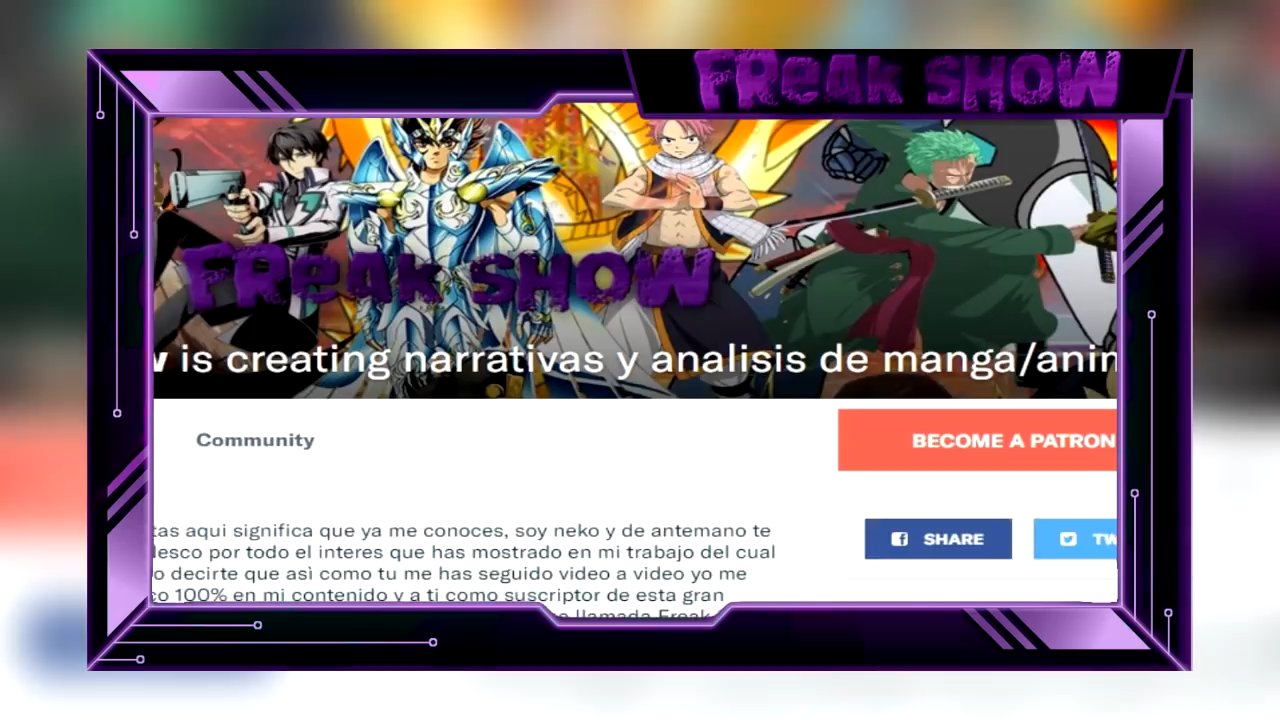 FReak SHOW
FReak SHOW
is creating narrativas y analisis de manga/anim
Community
BECOME A PATRON
tas aqui significa que ya me conoces, soy neko y de antemano te
desco por todo el interes que has mostrado en mi trabajo del cual
o decirte que asì como tu me has seguido video a video yo me
co 100% en mi contenido y a ti como suscriptor de esta gran
llamada Freak
SHARE
TW